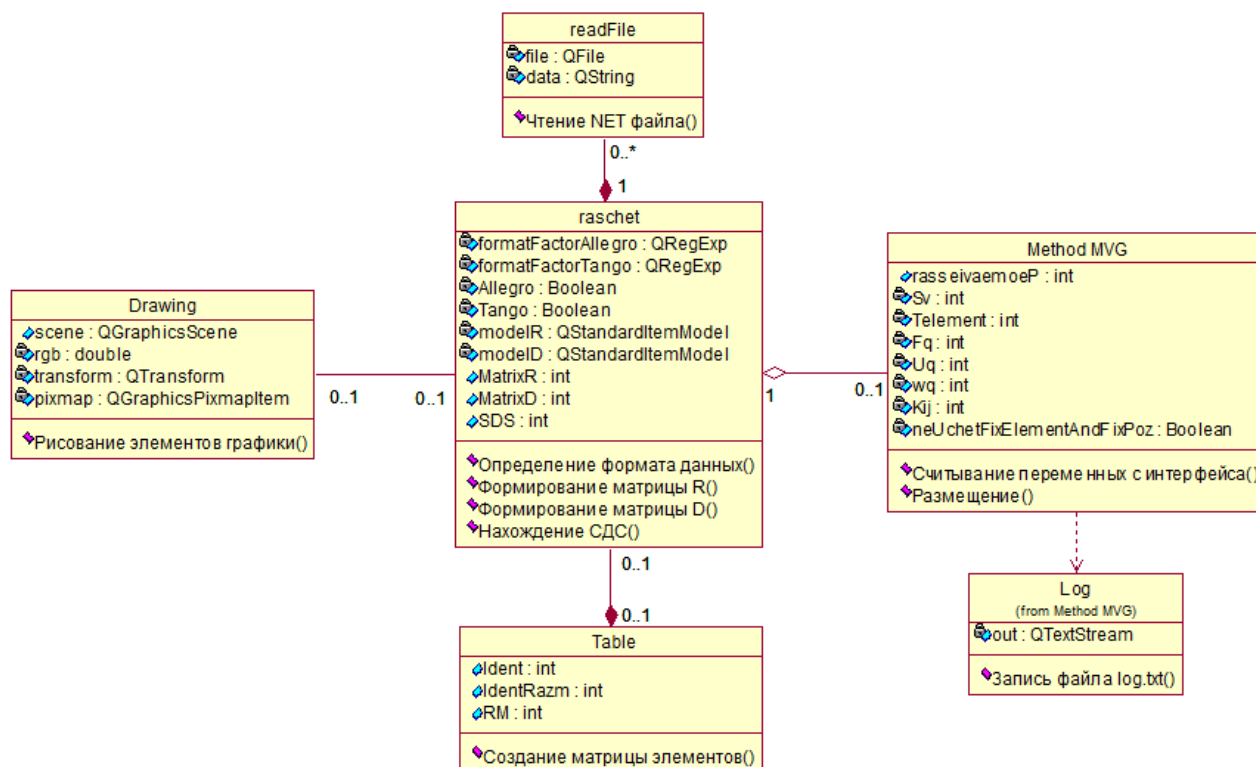 readFile
file : QFile
data : QString
Чтение NET файла()
0..*
1
raschet
formatFactorAllegro : QRegExp
formatFactorTango : QRegExp
Allegro : Boolean
Tango : Boolean
modelR : QStandardItemModel
modelD : QStandardItemModel
MatrixR : int
MatrixD : int
SDS : int
Определение формата данных()
Формирование матрицы R()
Формирование матрицы D()
Нахождение СДС()
Drawing
scene : QGraphicsScene
rgb : double
transform : QTransform
pixmap : QGraphicsPixmapItem
Рисование элементов графики()
0..1
0..1
1
0..1
Method MVG
rasseivaemoeP : int
Sv : int
Telement : int
Fq : int
Uq : int
wq : int
Kij : int
neUchetFixElementAndFixPoz : Boolean
Считывание переменных с интерфейса()
Размещение()
Log
(from Method MVG)
out : QTextStream
Запись файла log.txt()
0..1
0..1
Table
Ident : int
IdentRazm : int
RM : int
Создание матрицы элементов()